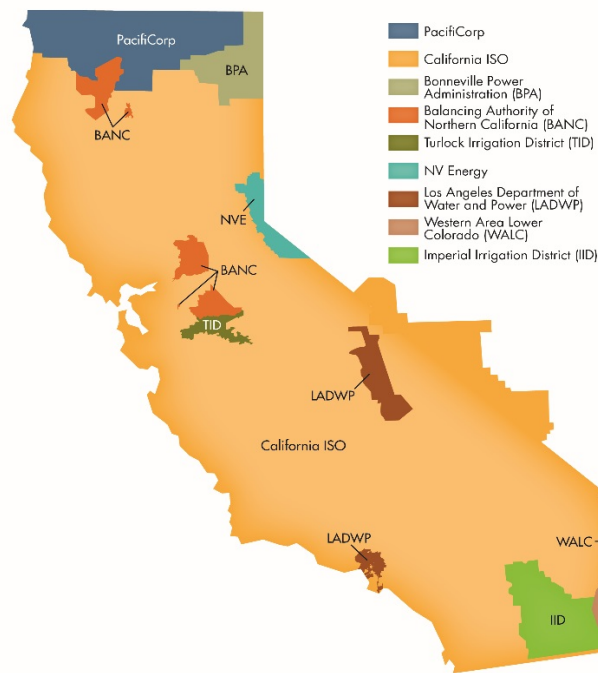 PacifiCorp
BPA
BANC
NVE
BANC
TID
LADWP
California ISO
LADWP
WALC
IID
PacifiCorp
California ISO
Bonneville Power
Administration (BPA)
Balancing Authority of
Northern California (BANC)
Turlock Irrigation District (TID)
NV Energy
Los Angeles Department of
Water and Power (LADWP)
Western Area Lower
Colorado (WALC)
Imperial Irrigation District (IID)